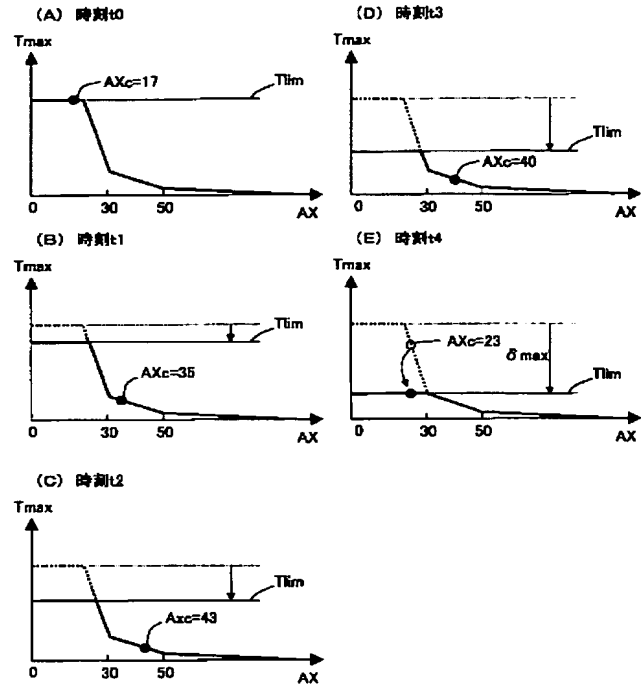 (A) 時刻t0
Tmax
AXc=17
Tlim
0 30 50 AX
(B) 時刻t1
Tmax
Tlim
AXc=35
0 30 50 AX
(C) 時刻t2
Tmax
Tlim
Axc=43
0 30 50 AX
(D) 時刻t3
Tmax
Tlim
AXc=40
0 30 50 AX
(E) 時刻t4
Tmax
AXc=23
δmax
Tlim
0 30 50 AX